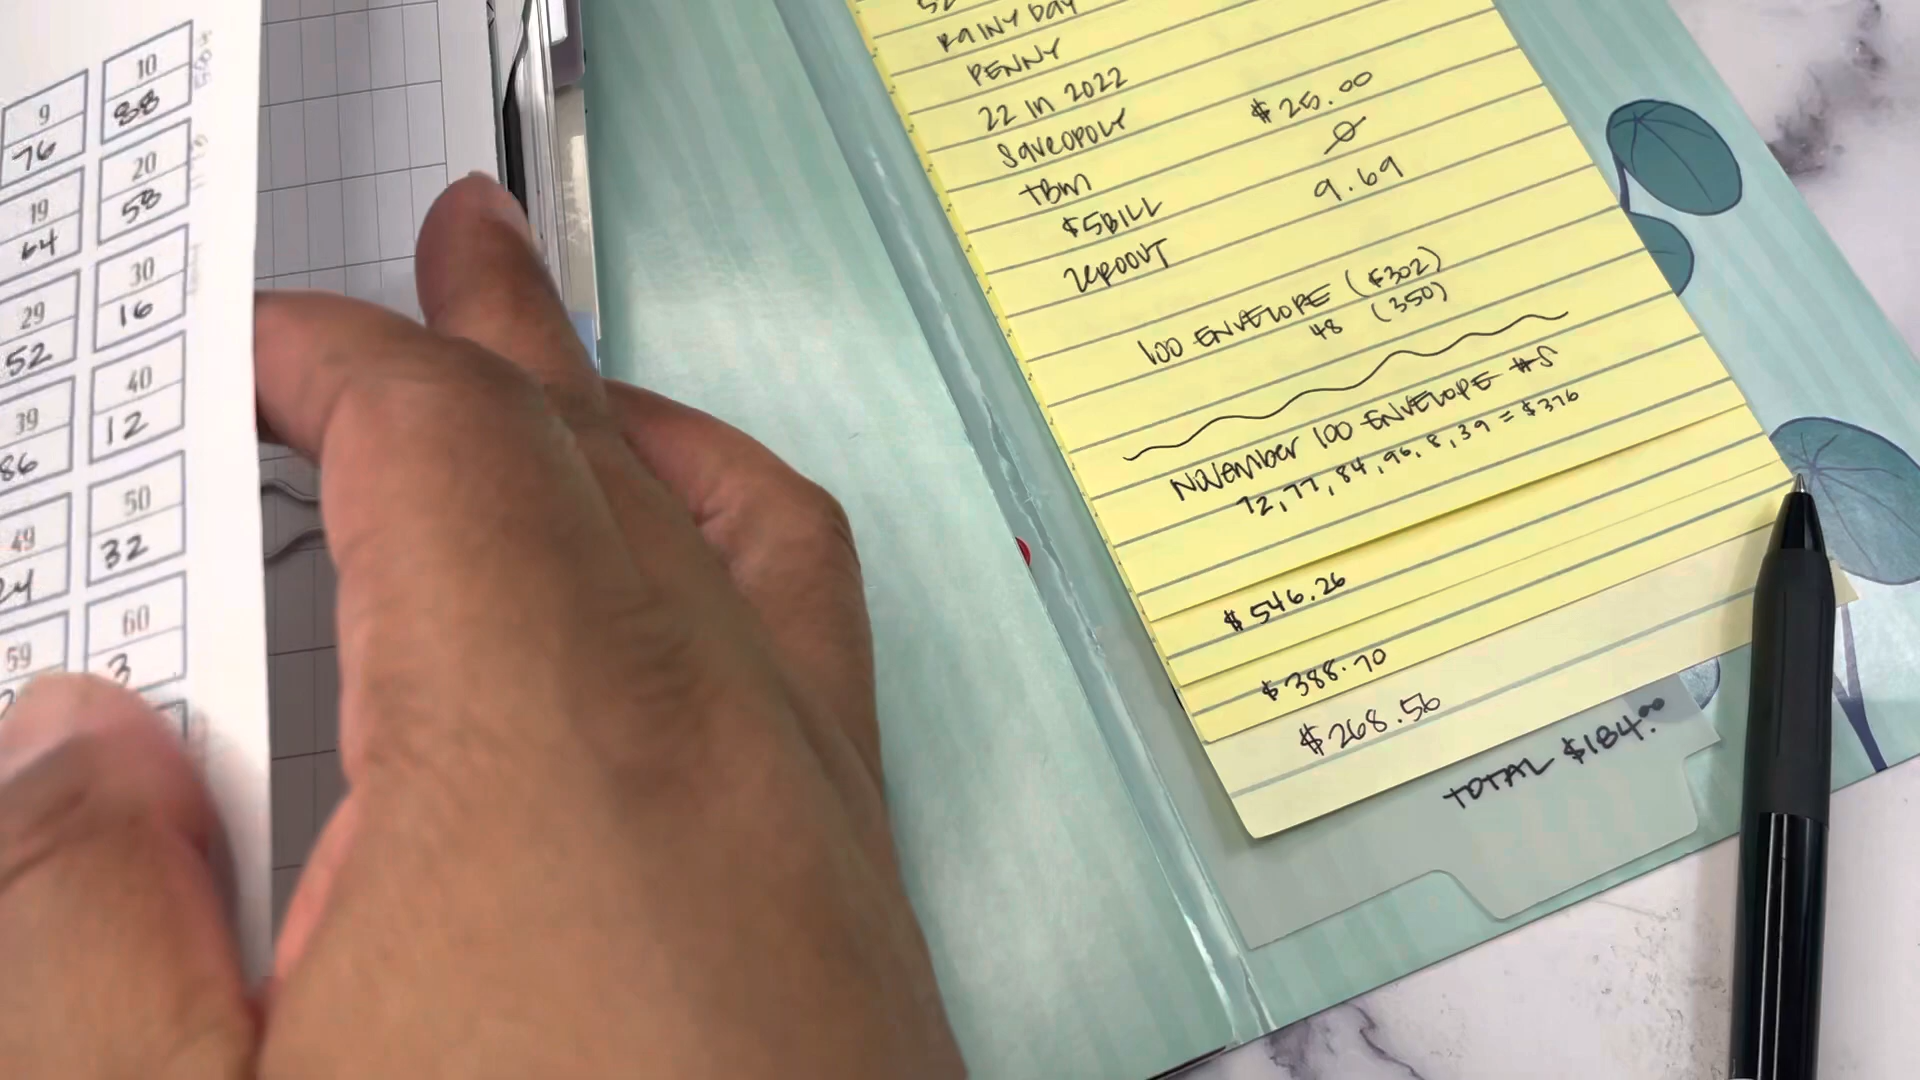 9 10
76 88
19 20
64 58
29 30
52 16
39 40
86 12
49 50
24 32
59 60
3
52
RAINY DAY
PENNY
22 IN 2022
SAVEOPOLY
TBM $25.00
$5BILL Ø
ZEROOUT 9.69
100 ENVELOPE ($302)
48 (350)
NOVEMBER 100 ENVELOPE #S
72, 77, 84, 96, 8, 39 = $376
$546.26
$388.70
$268.56
TOTAL $184.00